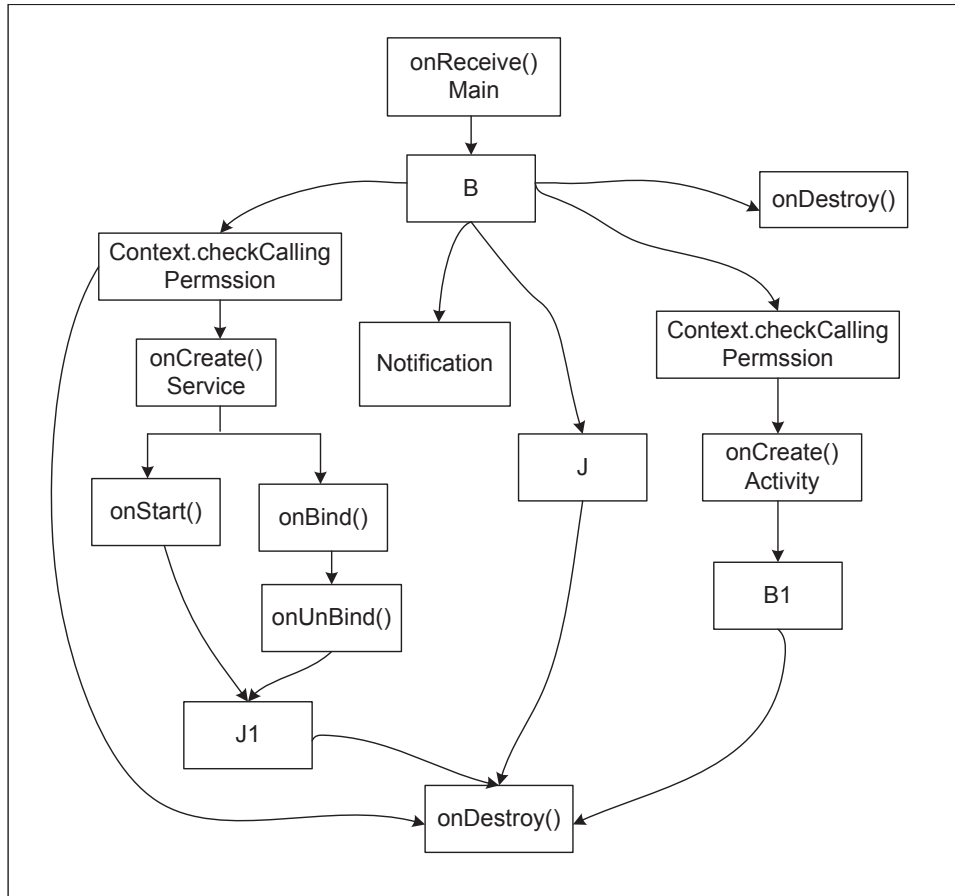 onReceive()
Main
B
onDestroy()
Context.checkCalling
Permssion
Context.checkCalling
Permssion
onCreate()
Service
Notification
J
onCreate()
Activity
onStart()
onBind()
B1
onUnBind()
J1
onDestroy()